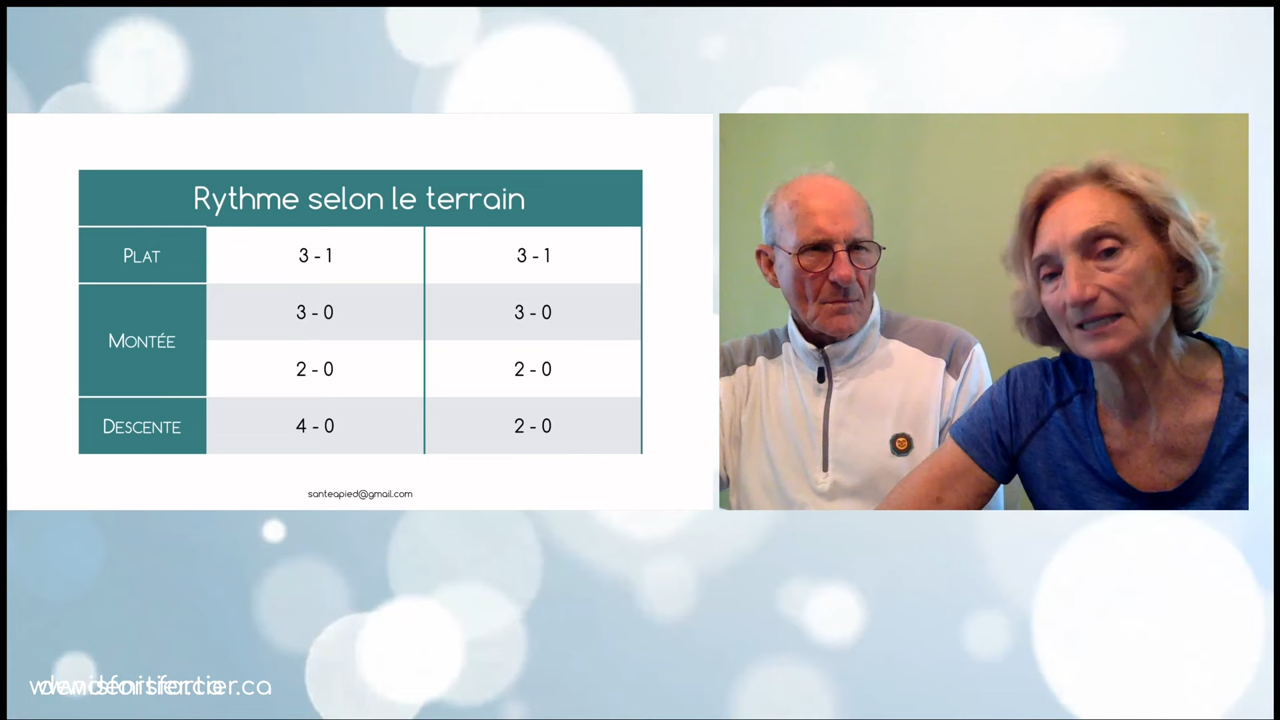 Rythme selon le terrain
PLAT 3 - 1 3 - 1
MONTÉE 3 - 0 3 - 0
2 - 0 2 - 0
DESCENTE 4 - 0 2 - 0
santeapied@gmail.com